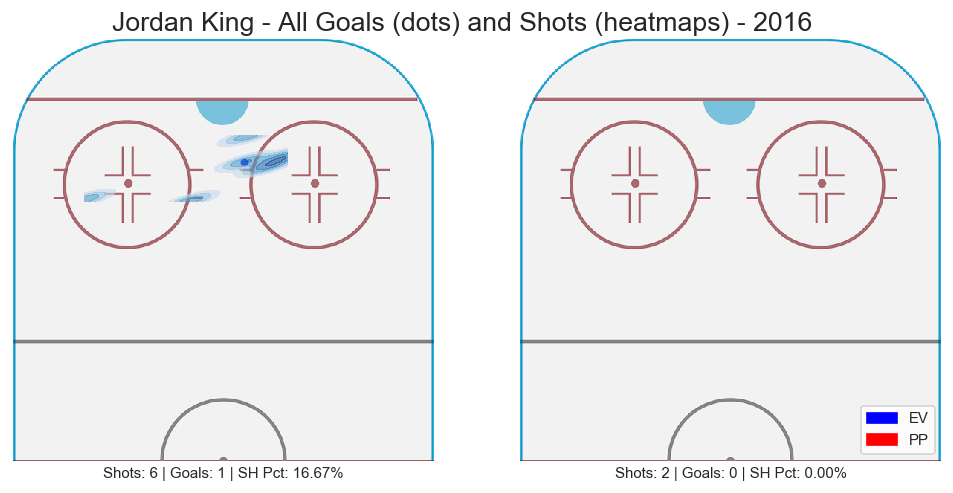 Jordan King - All Goals (dots) and Shots (heatmaps) - 2016
EV
PP
Shots: 6 | Goals: 1 | SH Pct: 16.67%
Shots: 2 | Goals: 0 | SH Pct: 0.00%